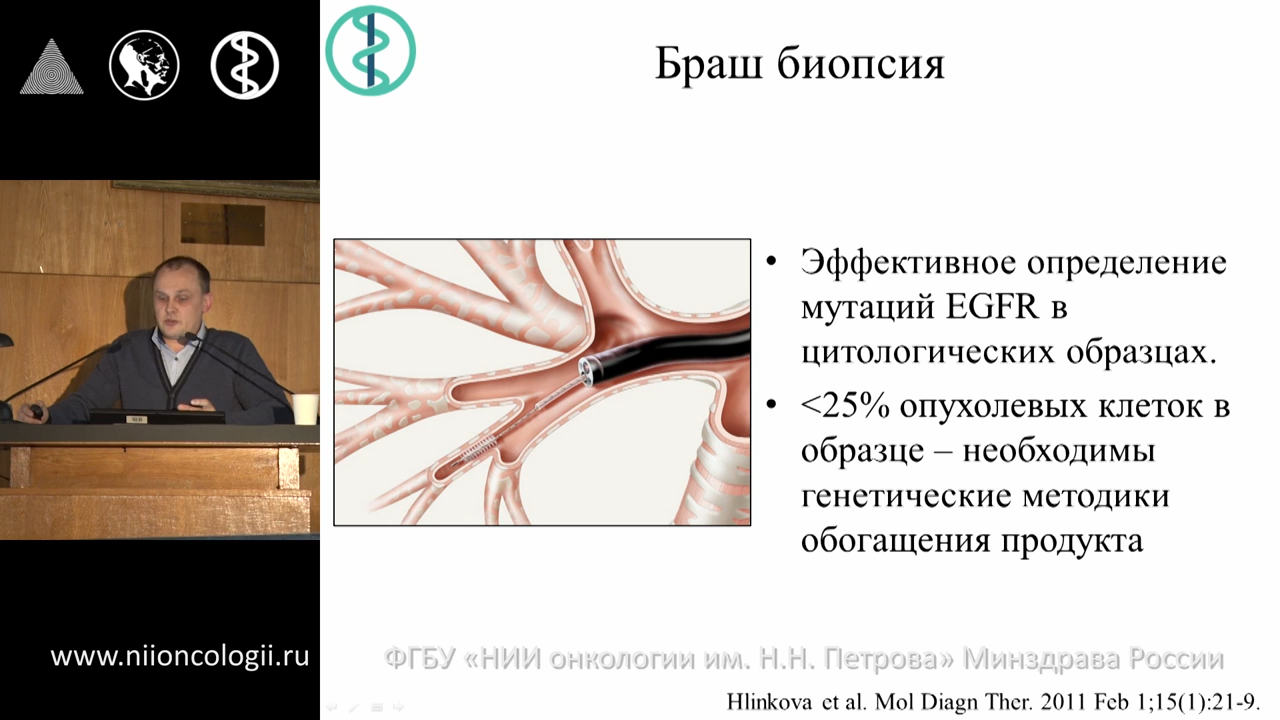 Браш биопсия
• Эффективное определение
мутаций EGFR в
цитологических образцах.
• <25% опухолевых клеток в
образце – необходимы
генетические методики
обогащения продукта
www.niioncologii.ru
ФГБУ «НИИ онкологии им. Н.Н. Петрова» Минздрава России
Hlinkova et al. Mol Diagn Ther. 2011 Feb 1;15(1):21-9.